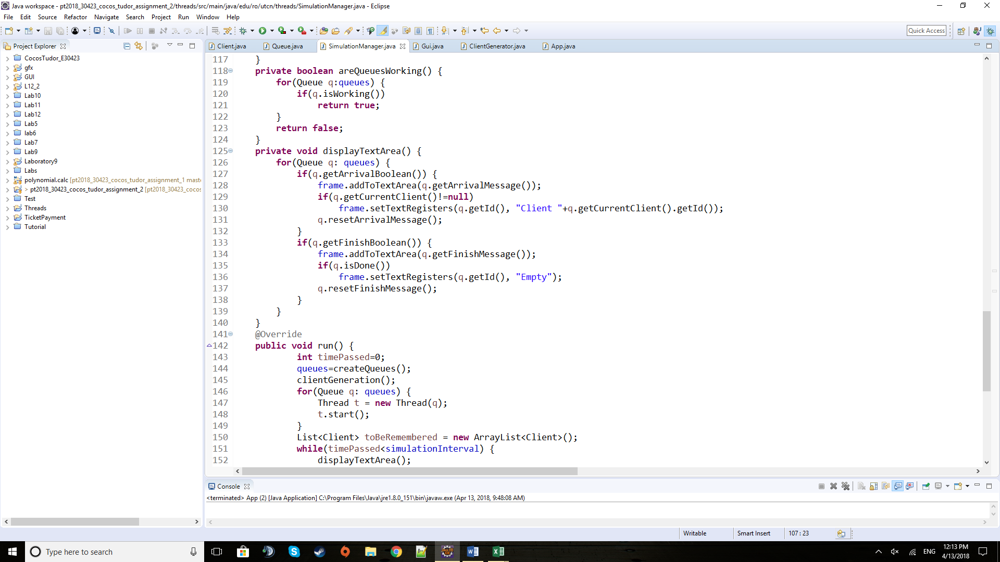 Java workspace - pt2018_30423_cocos_tudor_assignment_2/threads/src/main/java/edu/ro/utcn/threads/SimulationManager.java - Eclipse
File Edit Source Refactor Navigate Search Project Run Window Help
Quick Access
Project Explorer
CocosTudor_E30423
gfx
GUI
L12_2
Lab10
Lab11
Lab12
Lab5
lab6
Lab7
Lab9
Laboratory9
Labs
polynomial.calc [pt2018_30423_cocos_tudor_assignment_1 maste
> pt2018_30423_cocos_tudor_assignment_2 [pt2018_30423_cocos
Test
Threads
TicketPayment
Tutorial
Client.java Queue.java SimulationManager.java Gui.java ClientGenerator.java App.java
117 }
118 private boolean areQueuesWorking() {
119 for(Queue q:queues) {
120 if(q.isWorking())
121 return true;
122 }
123 return false;
124 }
125 private void displayTextArea() {
126 for(Queue q: queues) {
127 if(q.getArrivalBoolean()) {
128 frame.addToTextArea(q.getArrivalMessage());
129 if(q.getCurrentClient()!=null)
130 frame.setTextRegisters(q.getId(), "Client "+q.getCurrentClient().getId());
131 q.resetArrivalMessage();
132 }
133 if(q.getFinishBoolean()) {
134 frame.addToTextArea(q.getFinishMessage());
135 if(q.isDone())
136 frame.setTextRegisters(q.getId(), "Empty");
137 q.resetFinishMessage();
138 }
139 }
140 }
141 @Override
142 public void run() {
143 int timePassed=0;
144 queues=createQueues();
145 clientGeneration();
146 for(Queue q: queues) {
147 Thread t = new Thread(q);
148 t.start();
149 }
150 List<Client> toBeRemembered = new ArrayList<Client>();
151 while(timePassed<simulationInterval) {
152 displayTextArea();
Console
<terminated> App (2) [Java Application] C:\Program Files\Java\jre1.8.0_151\bin\javaw.exe (Apr 13, 2018, 9:48:08 AM)
Writable Smart Insert 107 : 23
Type here to search
ENG
12:13 PM
4/13/2018